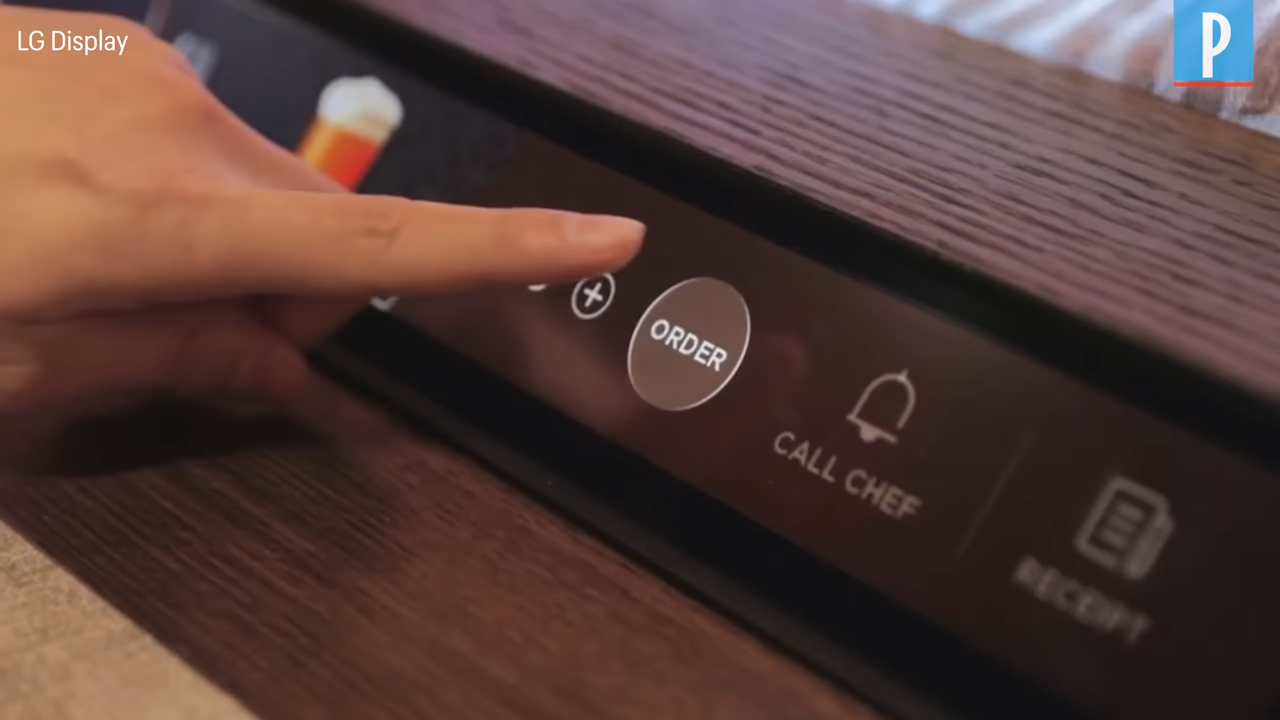 LG Display
P
ORDER
CALL CHEF
RECEIPT